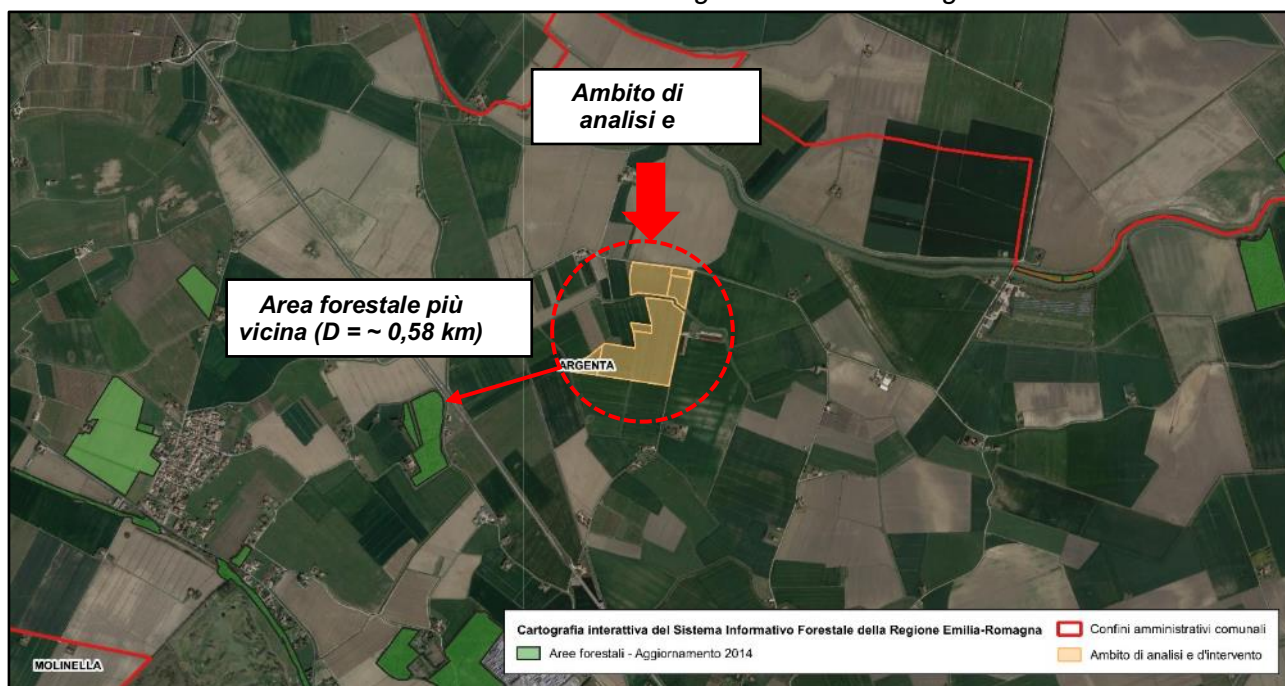 Ambito di
analisi e
Area forestale più
vicina (D = ~ 0,58 km)
ARGENTA
MOLINELLA
Cartografia interattiva del Sistema Informativo Forestale della Regione Emilia-Romagna
Confini amministrativi comunali
Aree forestali - Aggiornamento 2014
Ambito di analisi e d'intervento